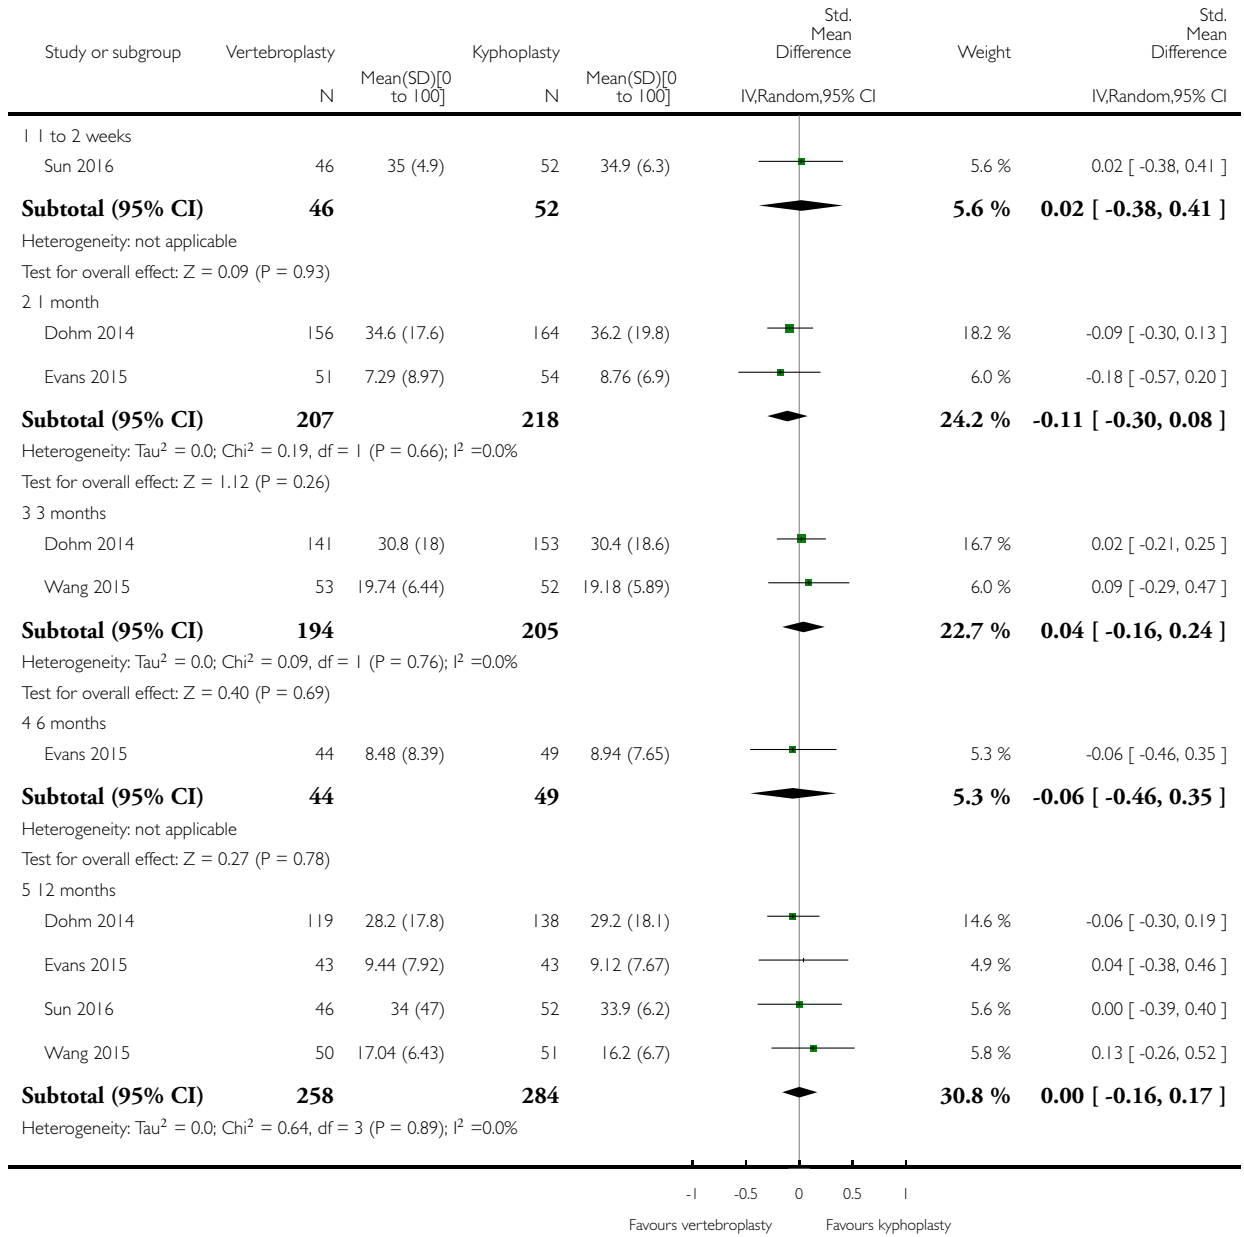 Study or subgroup Vertebroplasty Kyphoplasty Std. Mean Difference Weight Std. Mean Difference
N Mean(SD)[0 to 100] N Mean(SD)[0 to 100] IV,Random,95% CI IV,Random,95% CI
1 1 to 2 weeks
Sun 2016 46 35 (4.9) 52 34.9 (6.3) 5.6 % 0.02 [ -0.38, 0.41 ]
Subtotal (95% CI) 46 52 5.6 % 0.02 [ -0.38, 0.41 ]
Heterogeneity: not applicable
Test for overall effect: Z = 0.09 (P = 0.93)
2 1 month
Dohm 2014 156 34.6 (17.6) 164 36.2 (19.8) 18.2 % -0.09 [ -0.30, 0.13 ]
Evans 2015 51 7.29 (8.97) 54 8.76 (6.9) 6.0 % -0.18 [ -0.57, 0.20 ]
Subtotal (95% CI) 207 218 24.2 % -0.11 [ -0.30, 0.08 ]
Heterogeneity: Tau² = 0.0; Chi² = 0.19, df = 1 (P = 0.66); I² =0.0%
Test for overall effect: Z = 1.12 (P = 0.26)
3 3 months
Dohm 2014 141 30.8 (18) 153 30.4 (18.6) 16.7 % 0.02 [ -0.21, 0.25 ]
Wang 2015 53 19.74 (6.44) 52 19.18 (5.89) 6.0 % 0.09 [ -0.29, 0.47 ]
Subtotal (95% CI) 194 205 22.7 % 0.04 [ -0.16, 0.24 ]
Heterogeneity: Tau² = 0.0; Chi² = 0.09, df = 1 (P = 0.76); I² =0.0%
Test for overall effect: Z = 0.40 (P = 0.69)
4 6 months
Evans 2015 44 8.48 (8.39) 49 8.94 (7.65) 5.3 % -0.06 [ -0.46, 0.35 ]
Subtotal (95% CI) 44 49 5.3 % -0.06 [ -0.46, 0.35 ]
Heterogeneity: not applicable
Test for overall effect: Z = 0.27 (P = 0.78)
5 12 months
Dohm 2014 119 28.2 (17.8) 138 29.2 (18.1) 14.6 % -0.06 [ -0.30, 0.19 ]
Evans 2015 43 9.44 (7.92) 43 9.12 (7.67) 4.9 % 0.04 [ -0.38, 0.46 ]
Sun 2016 46 34 (47) 52 33.9 (6.2) 5.6 % 0.00 [ -0.39, 0.40 ]
Wang 2015 50 17.04 (6.43) 51 16.2 (6.7) 5.8 % 0.13 [ -0.26, 0.52 ]
Subtotal (95% CI) 258 284 30.8 % 0.00 [ -0.16, 0.17 ]
Heterogeneity: Tau² = 0.0; Chi² = 0.64, df = 3 (P = 0.89); I² =0.0%
-1 -0.5 0 0.5 1
Favours vertebroplasty Favours kyphoplasty